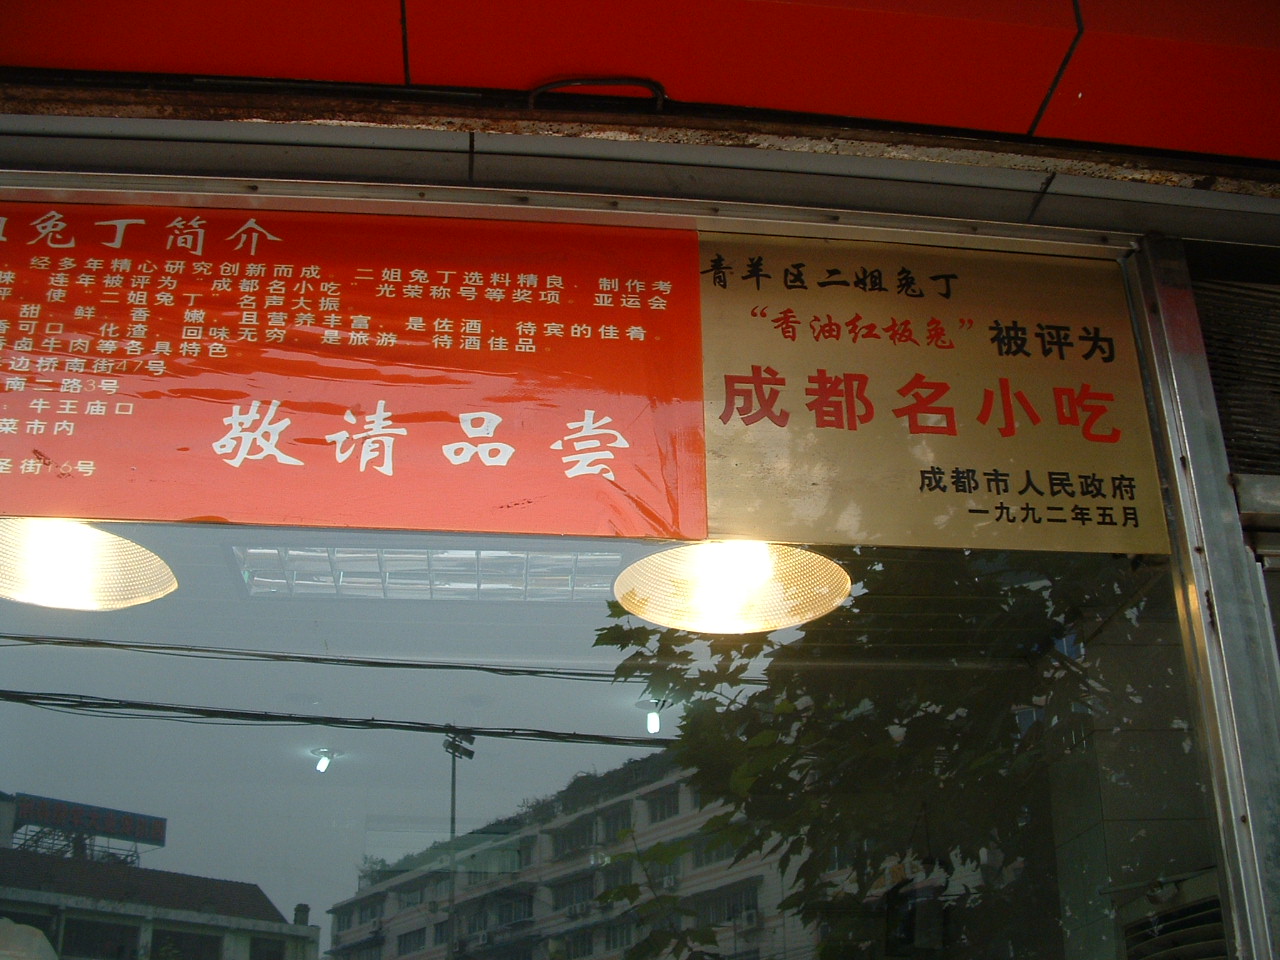 兔丁简介
经多年精心研究创新而成．二姐兔丁选料精良．制作考
睐．连年被评为“成都名小吃”光荣称号等奖项．亚运会
评．使“二姐兔丁”名声大振
甜．鲜．香．嫩．且营养丰富．是佐酒．待宾的佳肴．
香可口．化渣．回味无穷．是旅游．待酒佳品．
香卤牛肉等各具特色
边桥南街47号
南二路3号
牛王庙口
菜市内
圣街16号
敬请品尝
青羊区二姐兔丁
“香油红板兔”被评为
成都名小吃
成都市人民政府
一九九二年五月